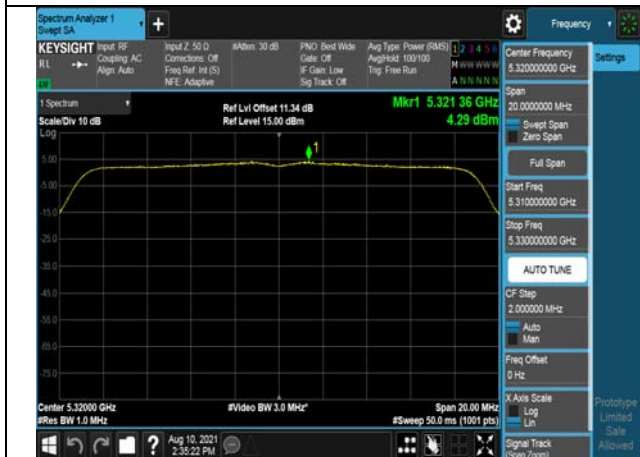 Spectrum Analyzer 1
Swept SA
+
Frequency
KEYSIGHT
RL
Input: RF
Coupling: AC
Align: Auto
Input Z: 50 Ω
Corrections: Off
Freq Ref: Int (S)
NFE: Adaptive
#Atten: 30 dB
PNO: Best Wide
Gate: Off
IF Gain: Low
Sig Track: Off
Avg Type: Power (RMS)
Avg|Hold: 100/100
Trig: Free Run
1 2 3 4 5 6
M W W W W W
A N N N N N
1 Spectrum
Scale/Div 10 dB
Log
Ref Lvl Offset 11.34 dB
Ref Level 15.00 dBm
Mkr1 5.321 36 GHz
4.29 dBm
1
5.00
-5.00
-15.0
-25.0
-35.0
-45.0
-55.0
-65.0
-75.0
Center 5.32000 GHz
#Res BW 1.0 MHz
#Video BW 3.0 MHz*
Span 20.00 MHz
#Sweep 50.0 ms (1001 pts)
Center Frequency
5.320000000 GHz
Settings
Span
20.0000000 MHz
Swept Span
Zero Span
Full Span
Start Freq
5.310000000 GHz
Stop Freq
5.330000000 GHz
AUTO TUNE
CF Step
2.000000 MHz
Auto
Man
Freq Offset
0 Hz
X Axis Scale
Log
Lin
Signal Track
(Span Zoom)
Prototype
Limited
Sale
Allowed
?
Aug 10, 2021
2:35:22 PM